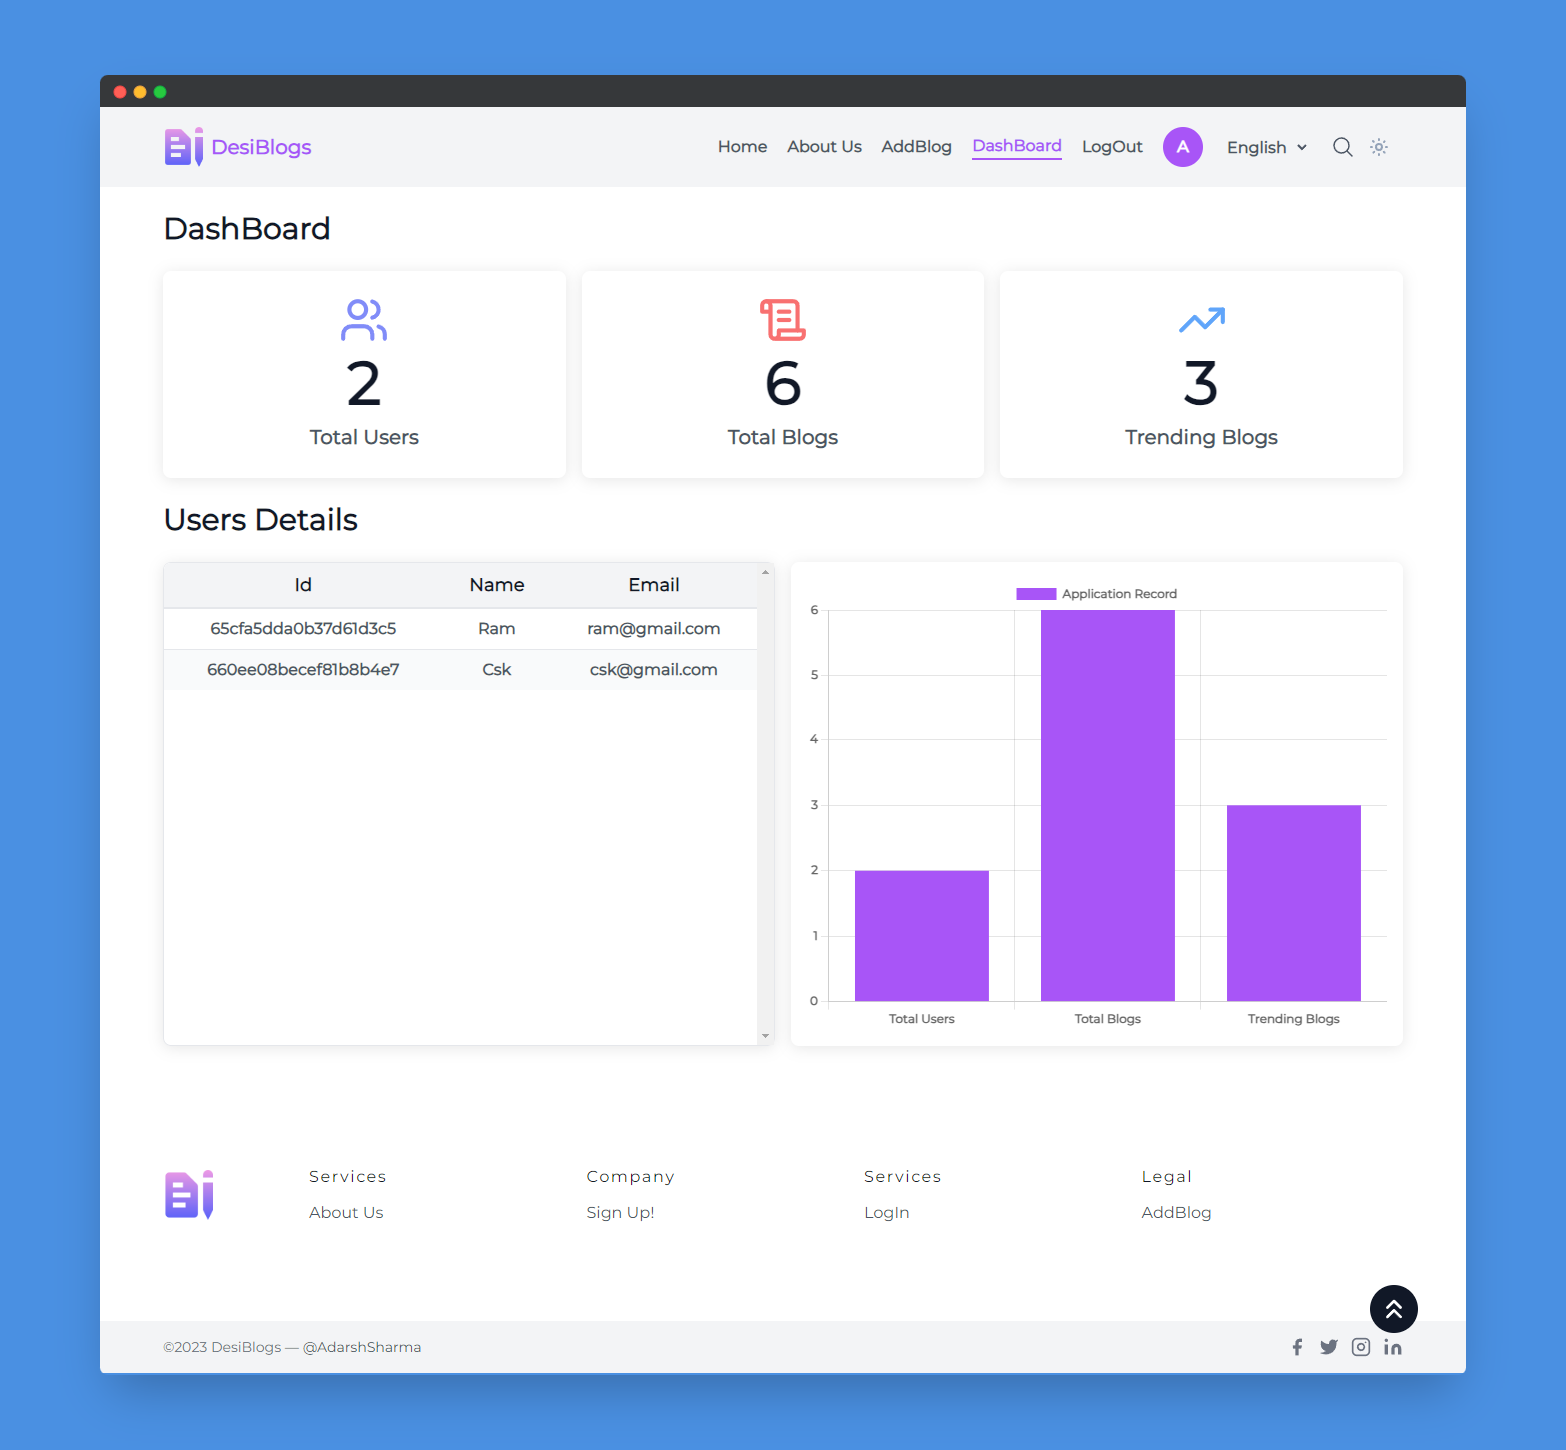 DesiBlogs
Home About Us AddBlog DashBoard LogOut A English
DashBoard
2
Total Users
6
Total Blogs
3
Trending Blogs
Users Details
Id Name Email
65cfa5dda0b37d61d3c5 Ram ram@gmail.com
660ee08becef81b8b4e7 Csk csk@gmail.com
Application Record
6
5
4
3
2
1
0
Total Users Total Blogs Trending Blogs
Services Company Services Legal
About Us Sign Up! LogIn AddBlog
©2023 DesiBlogs — @AdarshSharma